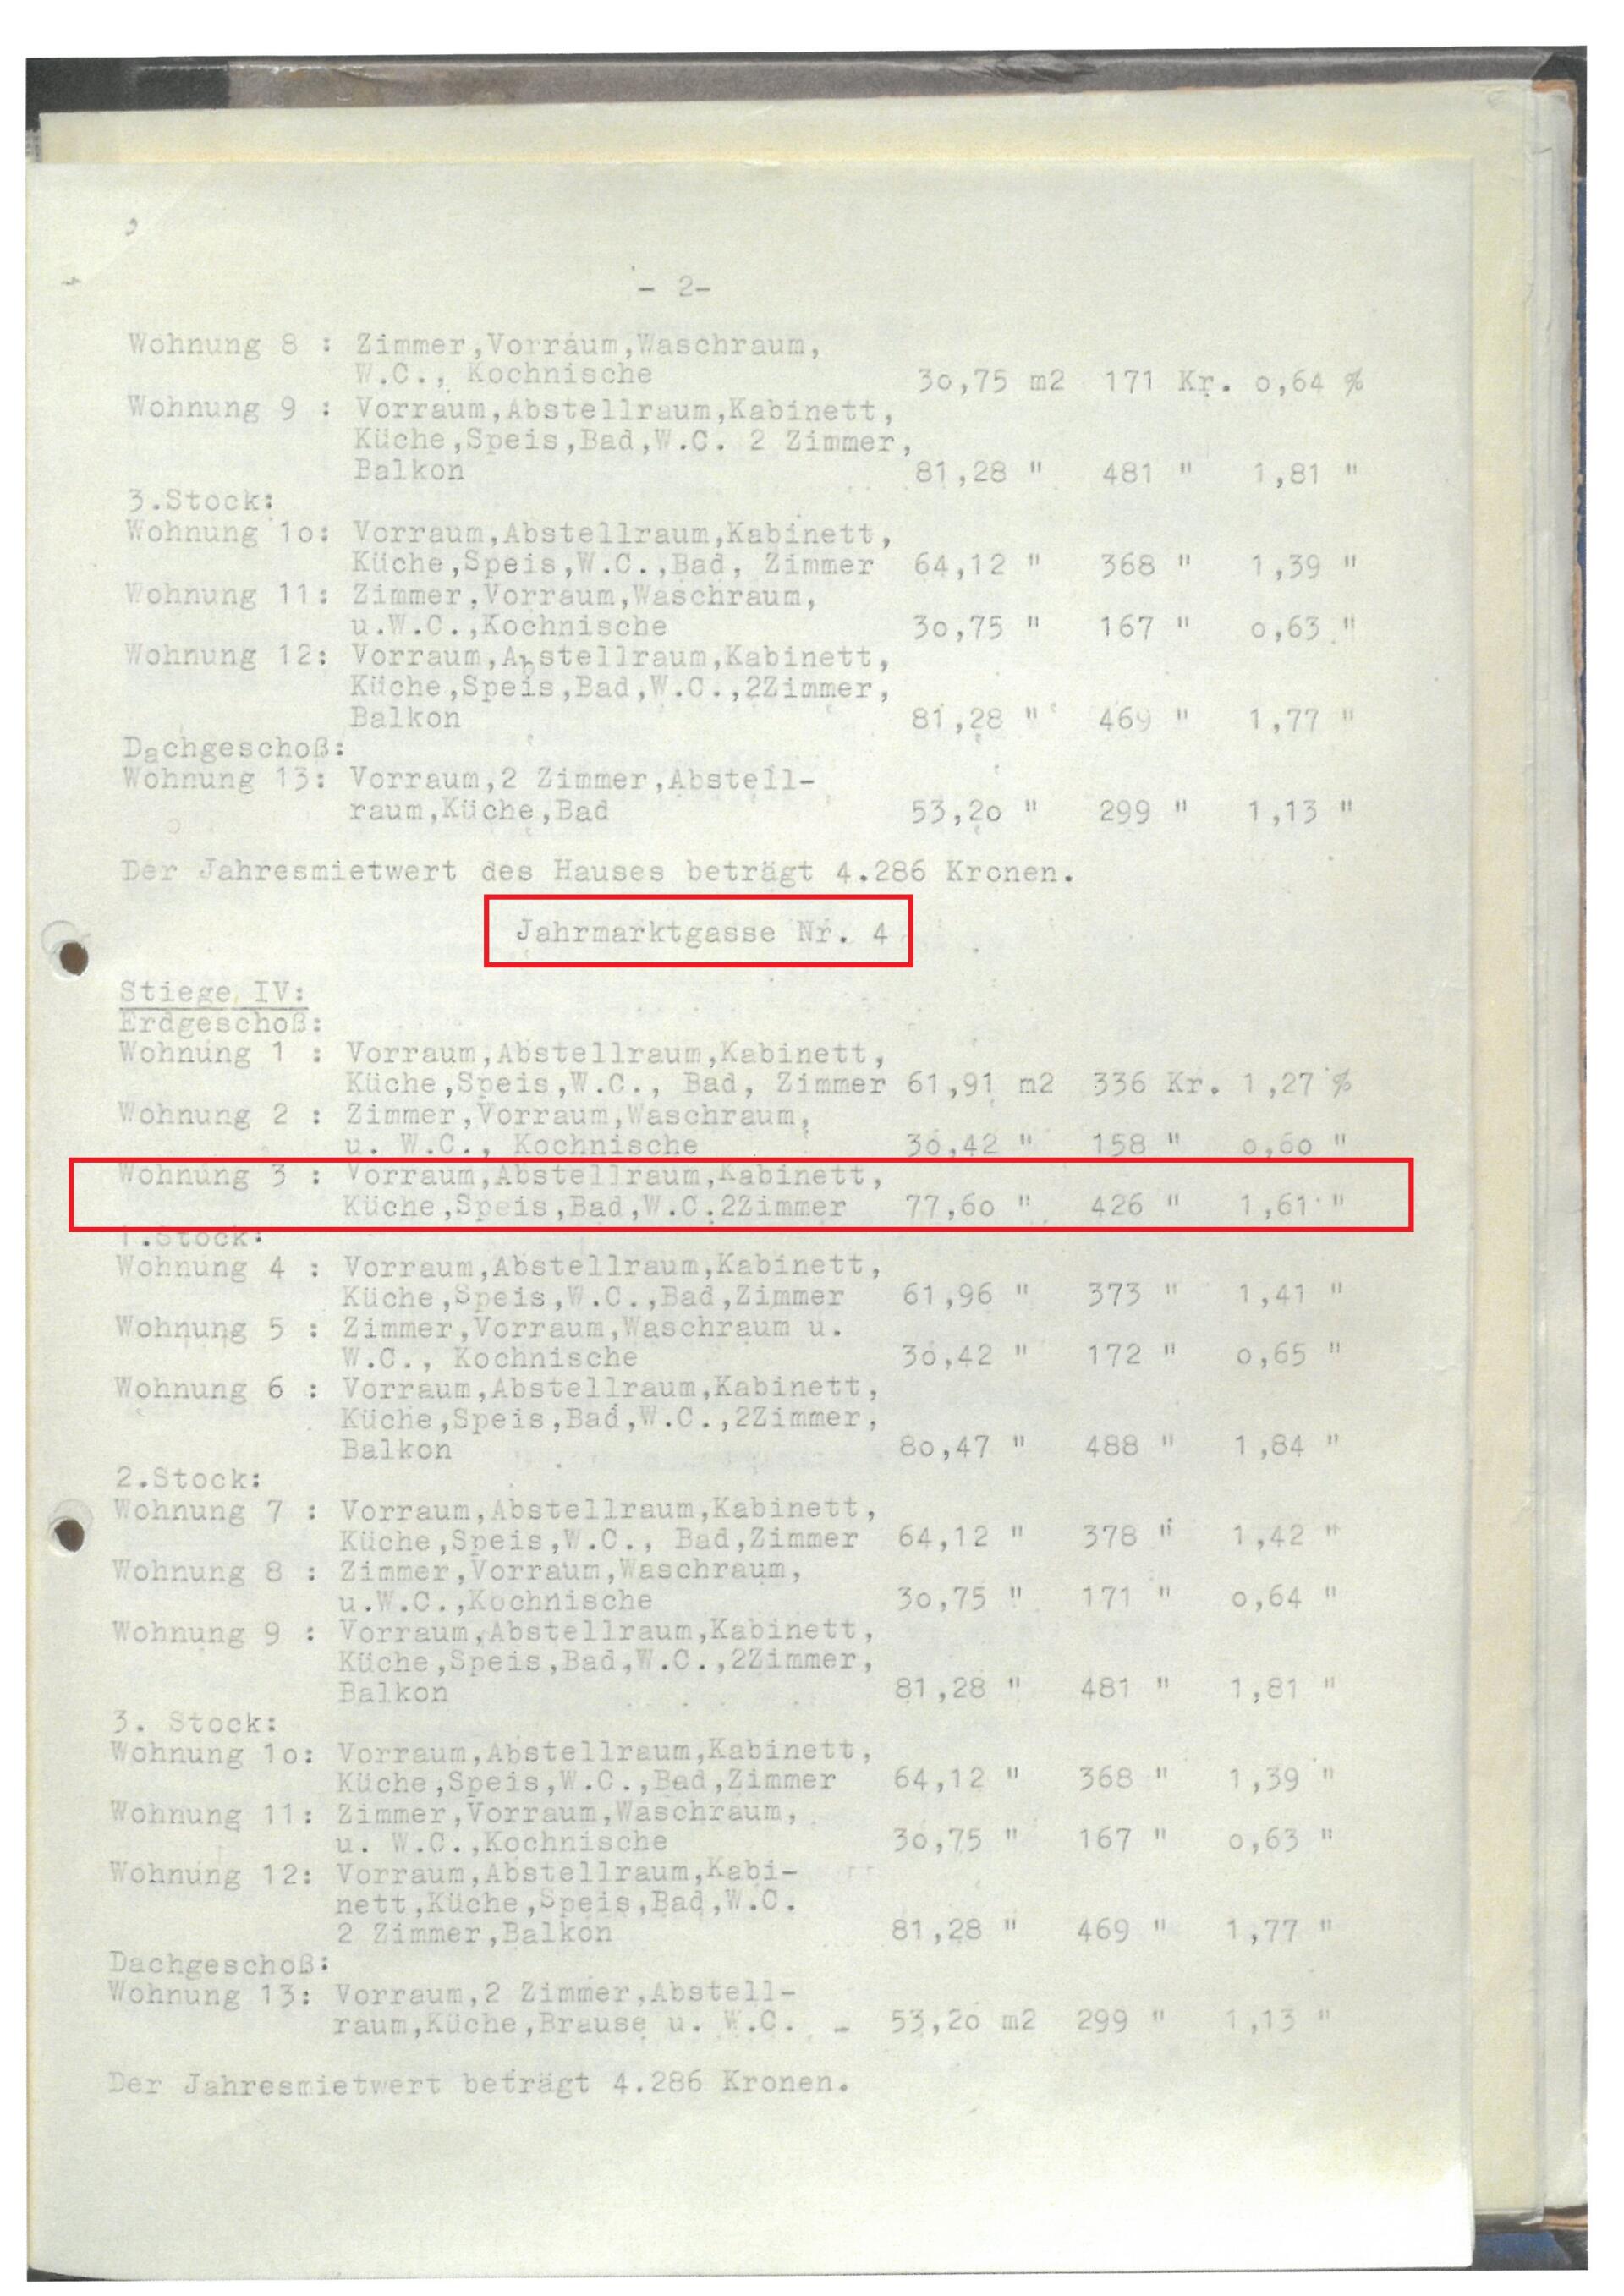 - 2-
Wohnung 8 : Zimmer,Vorraum,Waschraum,
W.C., Kochnische 3o,75 m2 171 Kr. o,64 %
Wohnung 9 : Vorraum,Abstellraum,Kabinett,
Küche,Speis,Bad,W.C. 2 Zimmer,
Balkon 81,28 " 481 " 1,81 "
3.Stock:
Wohnung 1o: Vorraum,Abstellraum,Kabinett,
Küche,Speis,W.C.,Bad, Zimmer 64,12 " 368 " 1,39 "
Wohnung 11: Zimmer,Vorraum,Waschraum,
u.W.C.,Kochnische 3o,75 " 167 " o,63 "
Wohnung 12: Vorraum,Abstellraum,Kabinett,
Küche,Speis,Bad,W.C.,2Zimmer,
Balkon 81,28 " 469 " 1,77 "
Dachgeschoß:
Wohnung 13: Vorraum,2 Zimmer,Abstell-
raum,Küche,Bad 53,2o " 299 " 1,13 "
Der Jahresmietwert des Hauses beträgt 4.286 Kronen.
Jahrmarktgasse Nr. 4
Stiege IV:
Erdgeschoß:
Wohnung 1 : Vorraum,Abstellraum,Kabinett,
Küche,Speis,W.C., Bad, Zimmer 61,91 m2 336 Kr. 1,27 %
Wohnung 2 : Zimmer,Vorraum,Waschraum,
u. W.C., Kochnische 3o,42 " 158 " o,6o "
Wohnung 3 : Vorraum,Abstellraum,Kabinett,
Küche,Speis,Bad,W.C.2Zimmer 77,6o " 426 " 1,61 "
1.Stock:
Wohnung 4 : Vorraum,Abstellraum,Kabinett,
Küche,Speis,W.C.,Bad,Zimmer 61,96 " 373 " 1,41 "
Wohnung 5 : Zimmer,Vorraum,Waschraum u.
W.C., Kochnische 3o,42 " 172 " o,65 "
Wohnung 6 : Vorraum,Abstellraum,Kabinett,
Küche,Speis,Bad,W.C.,2Zimmer,
Balkon 8o,47 " 488 " 1,84 "
2.Stock:
Wohnung 7 : Vorraum,Abstellraum,Kabinett,
Küche,Speis,W.C., Bad,Zimmer 64,12 " 378 " 1,42 "
Wohnung 8 : Zimmer,Vorraum,Waschraum,
u.W.C.,Kochnische 3o,75 " 171 " o,64 "
Wohnung 9 : Vorraum,Abstellraum,Kabinett,
Küche,Speis,Bad,W.C.,2Zimmer,
Balkon 81,28 " 481 " 1,81 "
3. Stock:
Wohnung 1o: Vorraum,Abstellraum,Kabinett,
Küche,Speis,W.C.,Bad,Zimmer 64,12 " 368 " 1,39 "
Wohnung 11: Zimmer,Vorraum,Waschraum,
u. W.C.,Kochnische 3o,75 " 167 " o,63 "
Wohnung 12: Vorraum,Abstellraum,Kabi-
nett,Küche,Speis,Bad,W.C.
2 Zimmer,Balkon 81,28 " 469 " 1,77 "
Dachgeschoß:
Wohnung 13: Vorraum,2 Zimmer,Abstell-
raum,Küche,Brause u. W.C. - 53,2o m2 299 " 1,13 "
Der Jahresmietwert beträgt 4.286 Kronen.